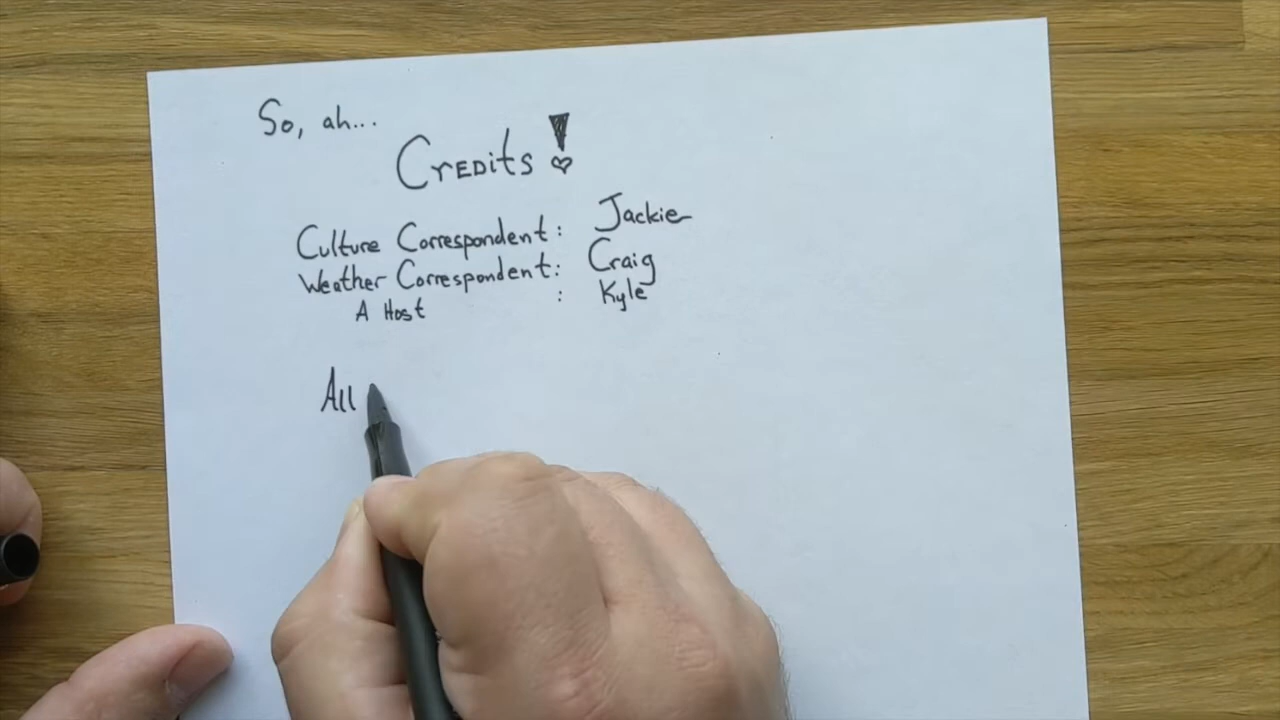 So, ah...
Credits!
Culture Correspondent: Jackie
Weather Correspondent: Craig
A Host : Kyle
All